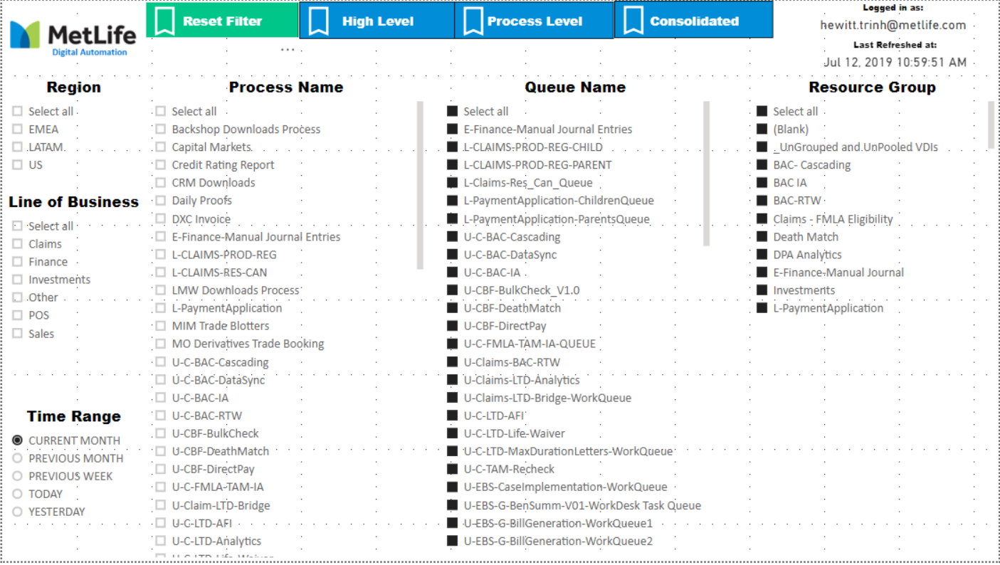 MetLife
Digital Automation
Reset Filter
High Level
Process Level
Consolidated
Logged in as:
hewitt.trinh@metlife.com
Last Refreshed at:
Jul 12, 2019 10:59:51 AM
...
Region
Select all
EMEA
LATAM
US
Line of Business
Select all
Claims
Finance
Investments
Other
POS
Sales
Time Range
CURRENT MONTH
PREVIOUS MONTH
PREVIOUS WEEK
TODAY
YESTERDAY
Process Name
Select all
Backshop Downloads Process
Capital Markets
Credit Rating Report
CRM Downloads
Daily Proofs
DXC Invoice
E-Finance-Manual Journal Entries
L-CLAIMS-PROD-REG
L-CLAIMS-RES-CAN
LMW Downloads Process
L-PaymentApplication
MIM Trade Blotters
MO Derivatives Trade Booking
U-C-BAC-Cascading
U-C-BAC-DataSync
U-C-BAC-IA
U-C-BAC-RTW
U-CBF-BulkCheck
U-CBF-DeathMatch
U-CBF-DirectPay
U-C-FMLA-TAM-IA
U-Claim-LTD-Bridge
U-C-LTD-AFI
U-C-LTD-Analytics
U-C-LTD-Life-Waiver
Queue Name
Select all
E-Finance-Manual Journal Entries
L-CLAIMS-PROD-REG-CHILD
L-CLAIMS-PROD-REG-PARENT
L-Claims-Res_Can_Queue
L-PaymentApplication-ChildrenQueue
L-PaymentApplication-ParentsQueue
U-C-BAC-Cascading
U-C-BAC-DataSync
U-C-BAC-IA
U-CBF-BulkCheck_V1.0
U-CBF-DeathMatch
U-CBF-DirectPay
U-C-FMLA-TAM-IA-QUEUE
U-Claims-BAC-RTW
U-Claims-LTD-Analytics
U-Claims-LTD-Bridge-WorkQueue
U-C-LTD-AFI
U-C-LTD-Life-Waiver
U-C-LTD-MaxDurationLetters-WorkQueue
U-C-TAM-Recheck
U-EBS-CaseImplementation-WorkQueue
U-EBS-G-BenSumm-V01-WorkDesk Task Queue
U-EBS-G-BillGeneration-WorkQueue1
U-EBS-G-BillGeneration-WorkQueue2
Resource Group
Select all
(Blank)
_UnGrouped and UnPooled VDIs
BAC- Cascading
BAC IA
BAC-RTW
Claims - FMLA Eligibility
Death Match
DPA Analytics
E-Finance-Manual Journal
Investments
L-PaymentApplication